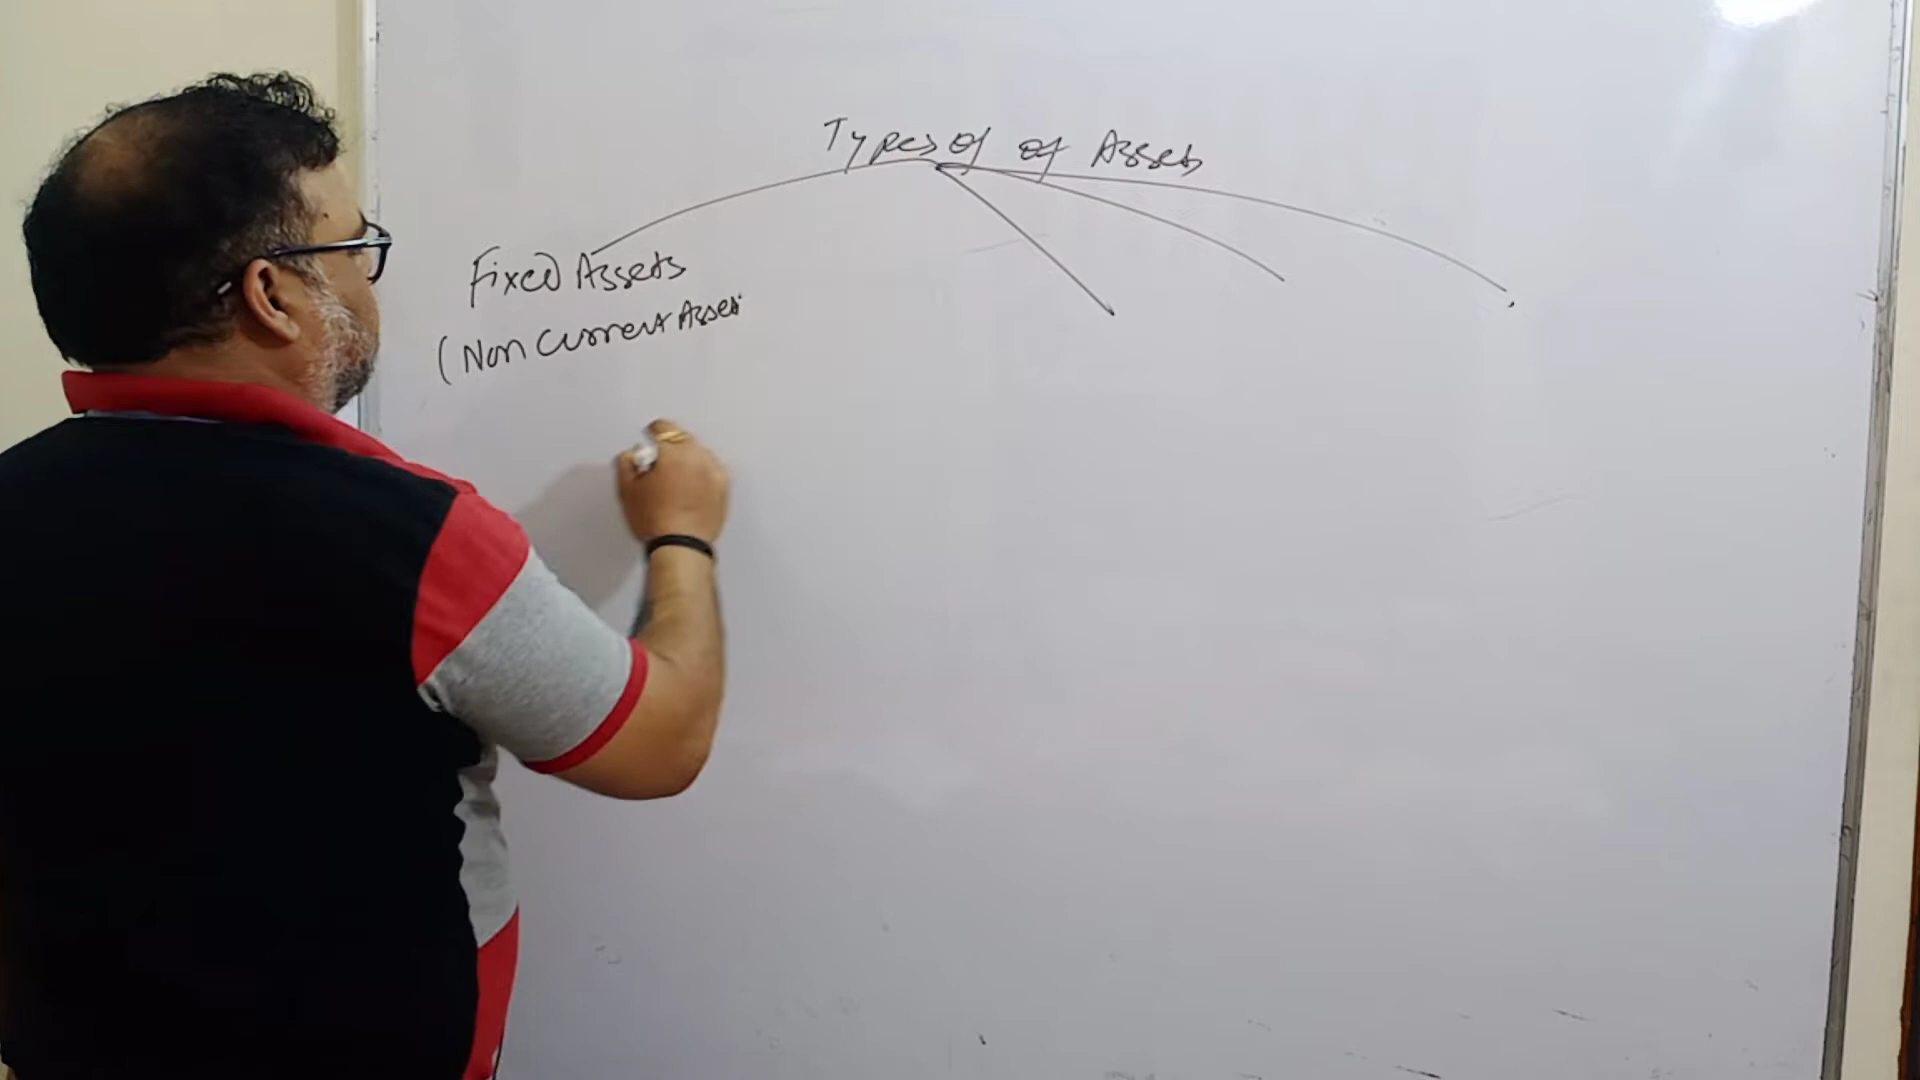 Types of of Assets
Fixed Assets
(Non Current Asset